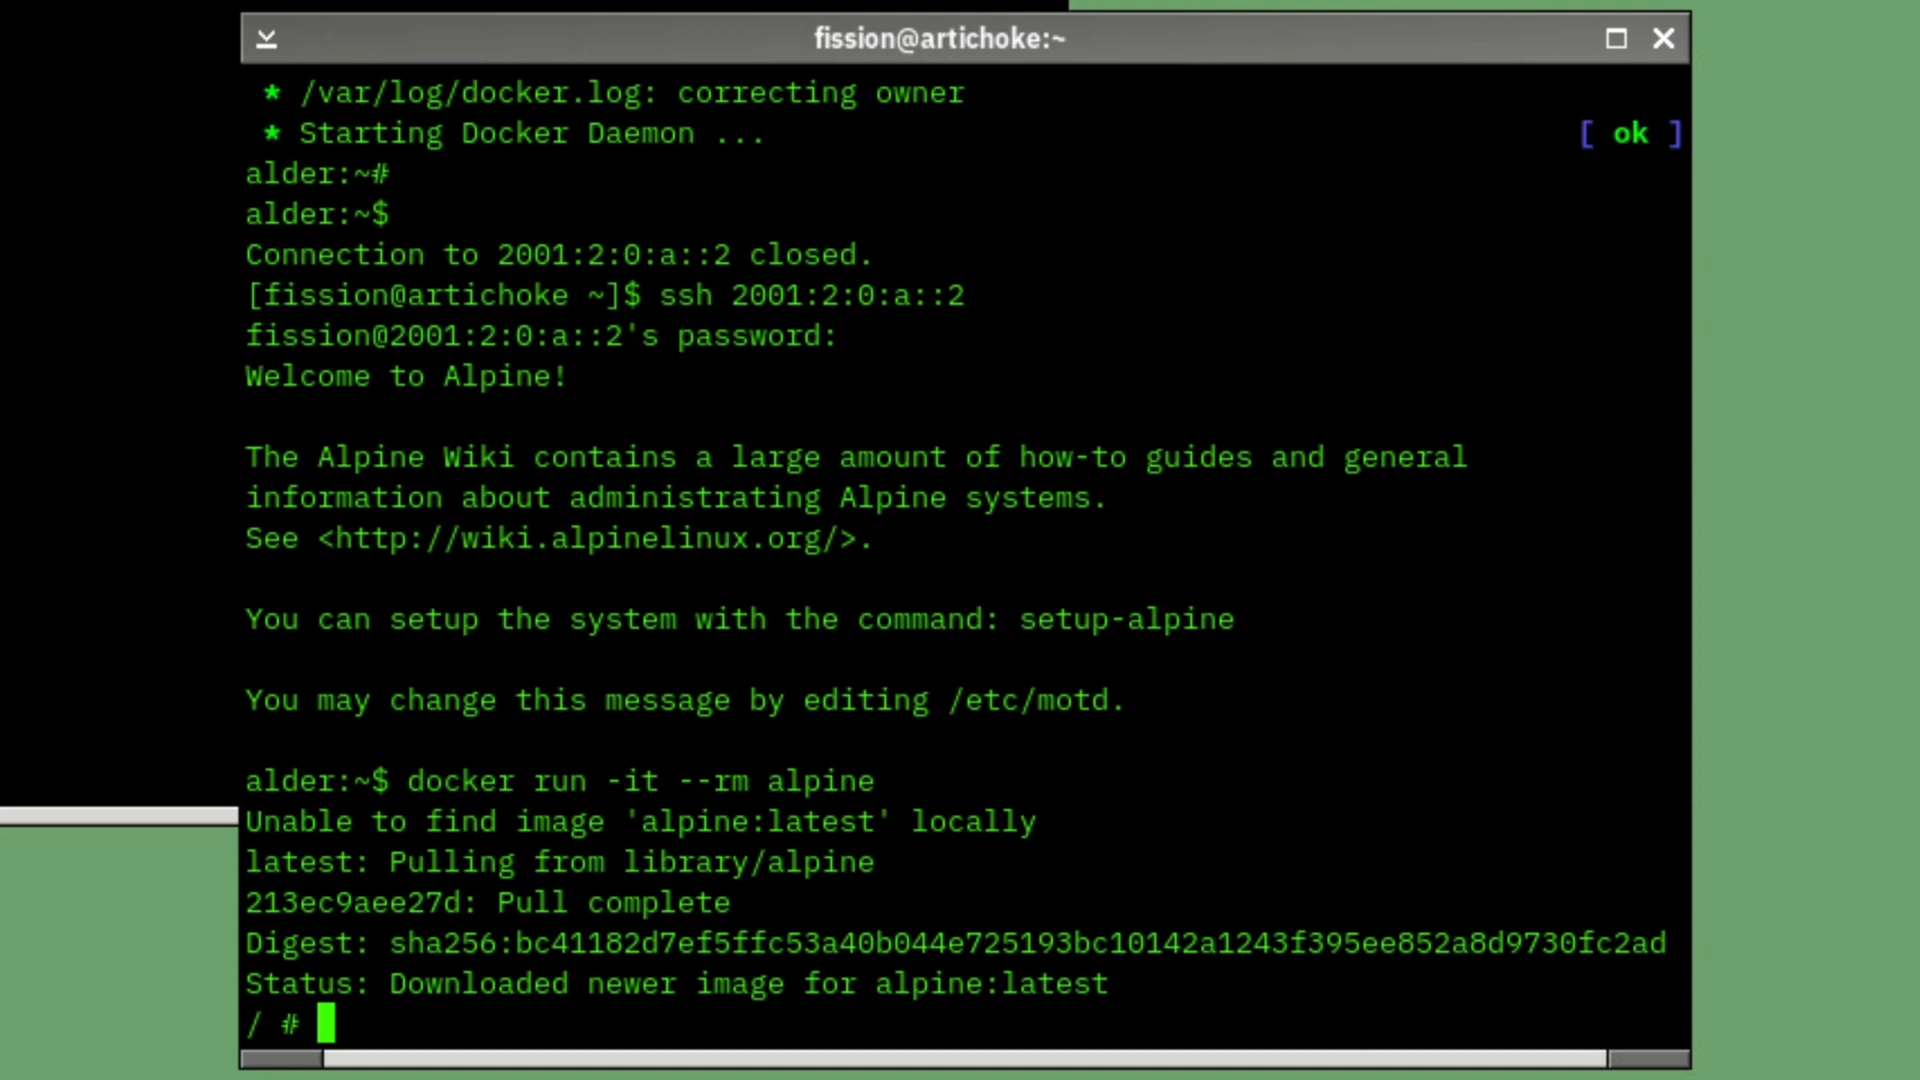 fission@artichoke:~
* /var/log/docker.log: correcting owner
* Starting Docker Daemon ... [ ok ]
alder:~#
alder:~$
Connection to 2001:2:0:a::2 closed.
[fission@artichoke ~]$ ssh 2001:2:0:a::2
fission@2001:2:0:a::2's password:
Welcome to Alpine!
The Alpine Wiki contains a large amount of how-to guides and general
information about administrating Alpine systems.
See <http://wiki.alpinelinux.org/>.
You can setup the system with the command: setup-alpine
You may change this message by editing /etc/motd.
alder:~$ docker run -it --rm alpine
Unable to find image 'alpine:latest' locally
latest: Pulling from library/alpine
213ec9aee27d: Pull complete
Digest: sha256:bc41182d7ef5ffc53a40b044e725193bc10142a1243f395ee852a8d9730fc2ad
Status: Downloaded newer image for alpine:latest
/ #